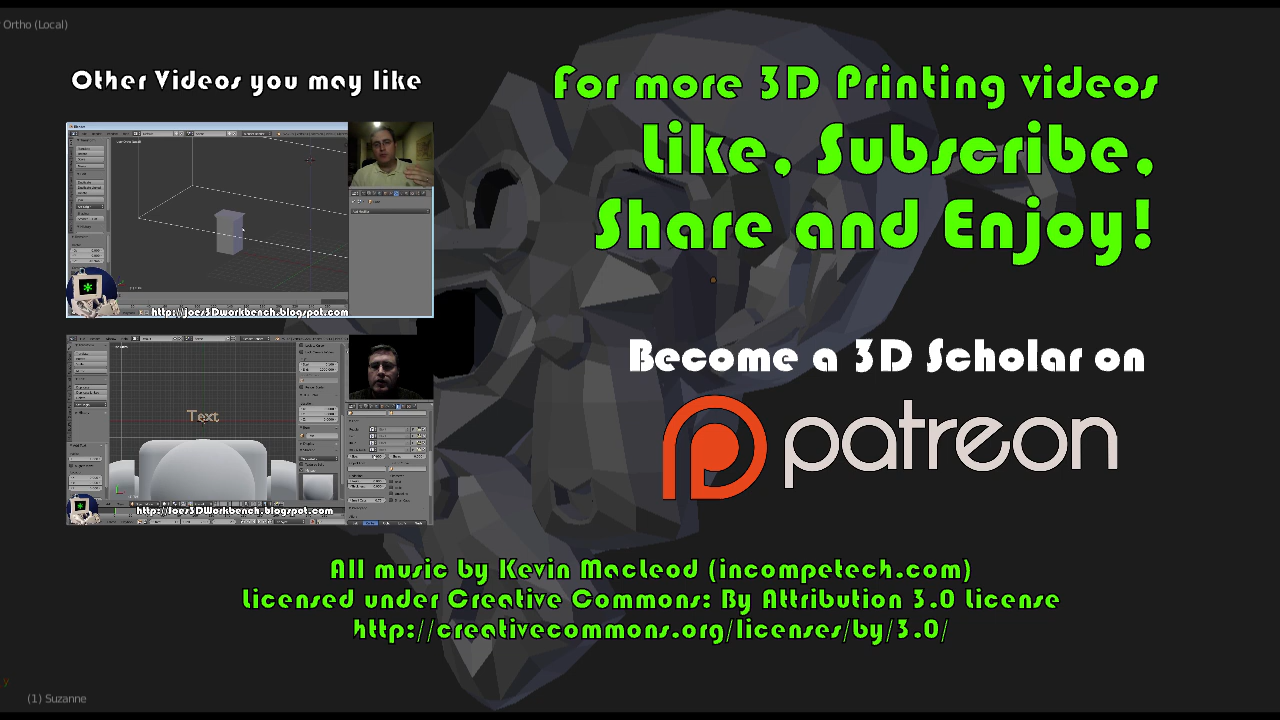 Ortho (Local)
Other Videos you may like
For more 3D Printing videos
Like, Subscribe,
Share and Enjoy!
http://joes3Dworkbench.blogspot.com
Become a 3D Scholar on
patreon
Text
http://Joes3DWorkbench.blogspot.com
All music by Kevin MacLeod (incompetech.com)
Licensed under Creative Commons: By Attribution 3.0 License
http://creativecommons.org/licenses/by/3.0/
y
(1) Suzanne